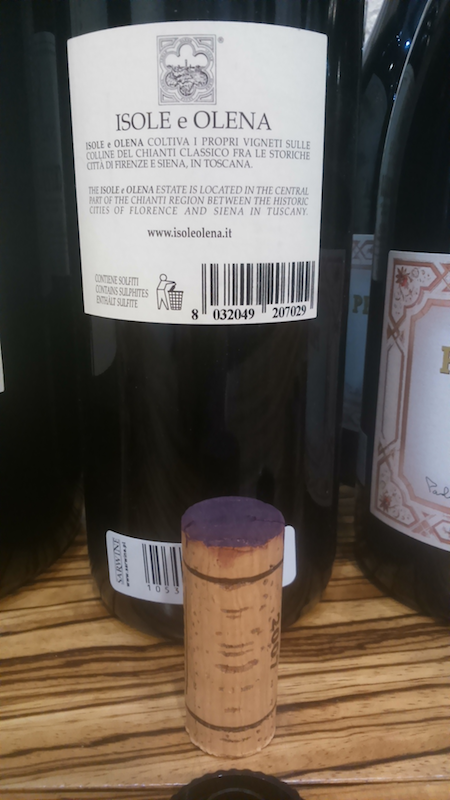 ®
ISOLE e OLENA
ISOLE e OLENA COLTIVA I PROPRI VIGNETI SULLE
COLLINE DEL CHIANTI CLASSICO FRA LE STORICHE
CITTÀ DI FIRENZE E SIENA, IN TOSCANA.
THE ISOLE e OLENA ESTATE IS LOCATED IN THE CENTRAL
PART OF THE CHIANTI REGION BETWEEN THE HISTORIC
CITIES OF FLORENCE AND SIENA IN TUSCANY.
www.isoleolena.it
CONTIENE SOLFITI
CONTAINS SULPHITES
ENTHÄLT SULFITE
8 032049 207029
SARWINE
1053